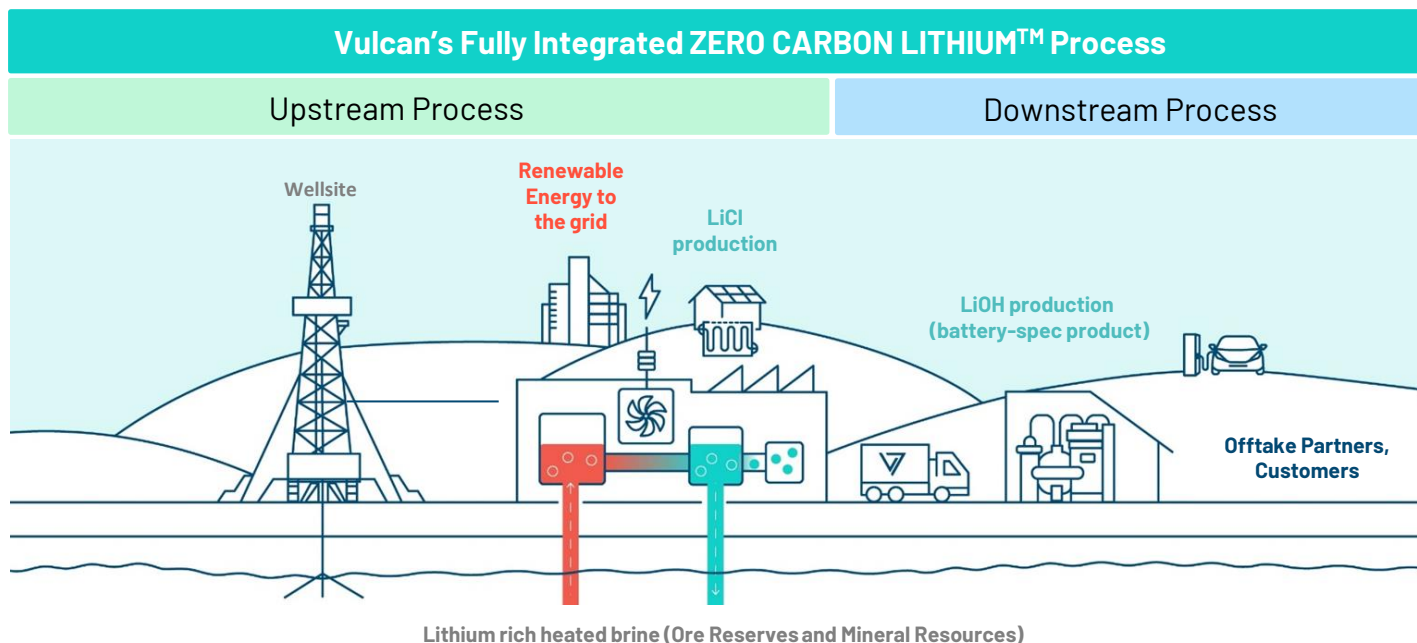 Vulcan's Fully Integrated ZERO CARBON LITHIUM™ Process
Upstream Process
Downstream Process
Wellsite
Renewable
Energy to
the grid
LiCl
production
LiOH production
(battery-spec product)
Offtake Partners,
Customers
Lithium rich heated brine (Ore Reserves and Mineral Resources)